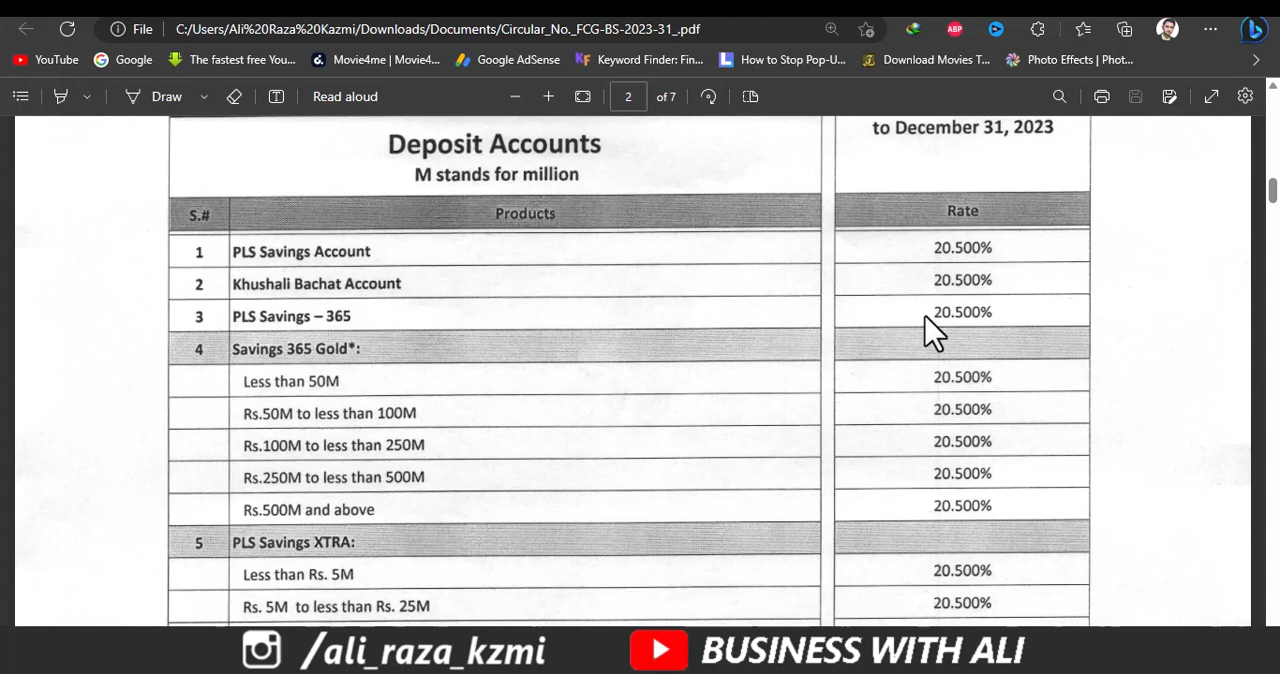 File C:/Users/Ali%20Raza%20Kazmi/Downloads/Documents/Circular_No._FCG-BS-2023-31_.pdf
ABP
YouTube Google The fastest free You... Movie4me | Movie4... Google AdSense Keyword Finder: Fin... How to Stop Pop-U... Download Movies T... Photo Effects | Phot...
Draw Read aloud 2 of 7
to December 31, 2023
Deposit Accounts
M stands for million
S.# Products Rate
1 PLS Savings Account 20.500%
2 Khushali Bachat Account 20.500%
3 PLS Savings – 365 20.500%
4 Savings 365 Gold*:
Less than 50M 20.500%
Rs.50M to less than 100M 20.500%
Rs.100M to less than 250M 20.500%
Rs.250M to less than 500M 20.500%
Rs.500M and above 20.500%
5 PLS Savings XTRA:
Less than Rs. 5M 20.500%
Rs. 5M to less than Rs. 25M 20.500%
/ali_raza_kzmi BUSINESS WITH ALI